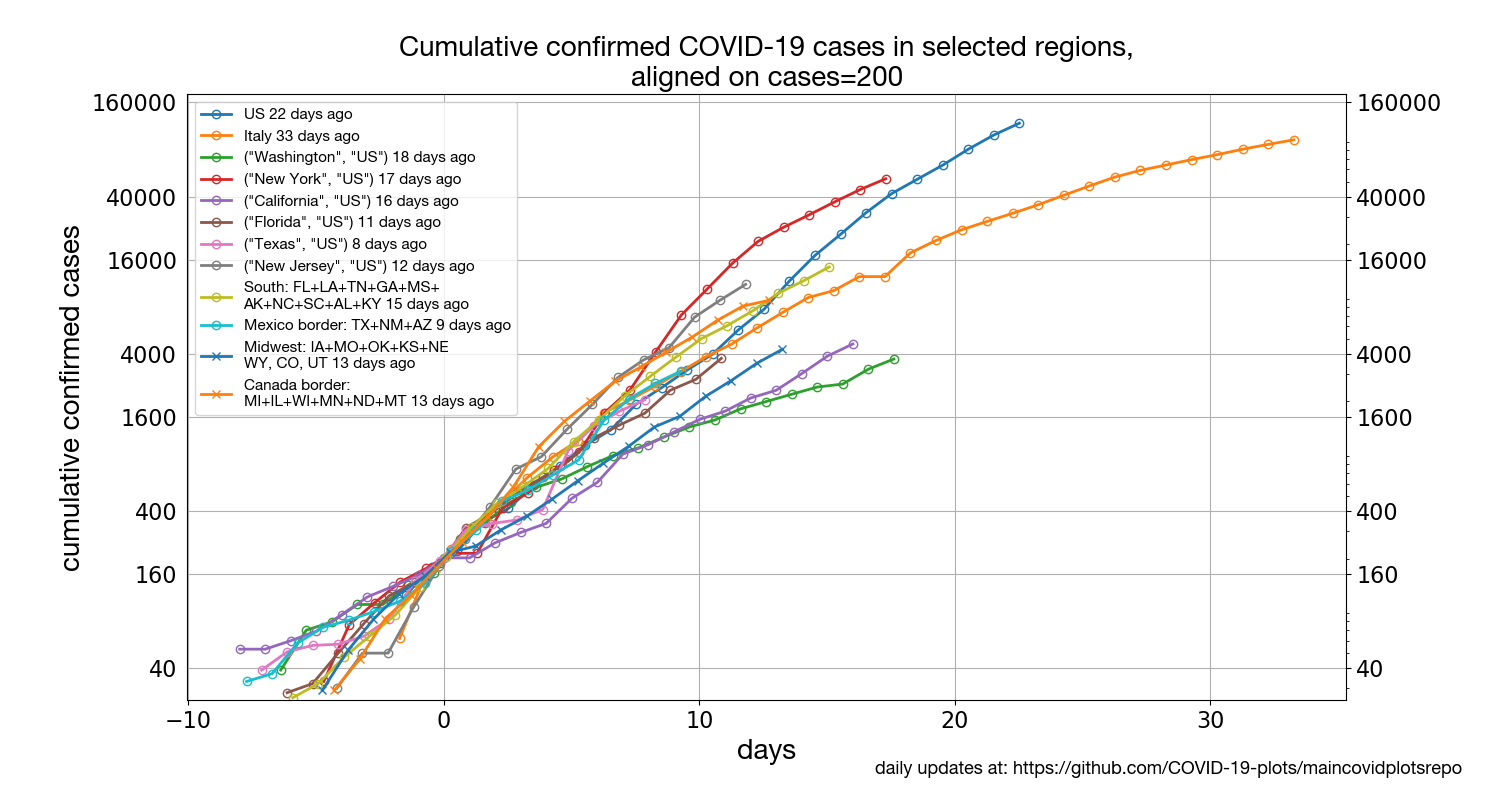 Cumulative confirmed COVID-19 cases in selected regions,
aligned on cases=200
160000
40000
16000
4000
1600
400
160
40
cumulative confirmed cases
US 22 days ago
Italy 33 days ago
("Washington", "US") 18 days ago
("New York", "US") 17 days ago
("California", "US") 16 days ago
("Florida", "US") 11 days ago
("Texas", "US") 8 days ago
("New Jersey", "US") 12 days ago
South: FL+LA+TN+GA+MS+
AK+NC+SC+AL+KY 15 days ago
Mexico border: TX+NM+AZ 9 days ago
Midwest: IA+MO+OK+KS+NE
WY, CO, UT 13 days ago
Canada border:
MI+IL+WI+MN+ND+MT 13 days ago
160000
40000
16000
4000
1600
400
160
40
−10 0 10 20 30
days
daily updates at: https://github.com/COVID-19-plots/maincovidplotsrepo